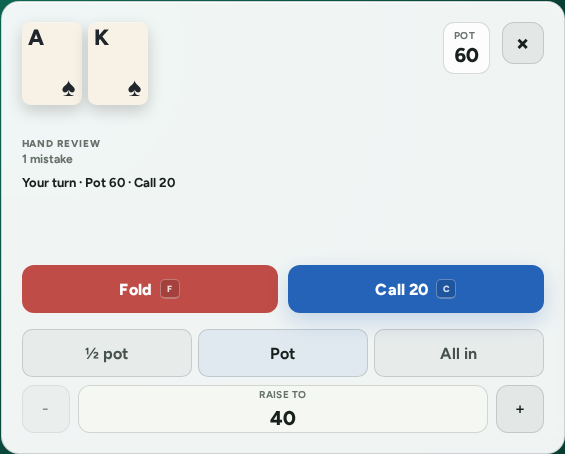 A
K
POT
60
×
HAND REVIEW
1 mistake
Your turn · Pot 60 · Call 20
Fold F
Call 20 C
½ pot
Pot
All in
-
RAISE TO
40
+